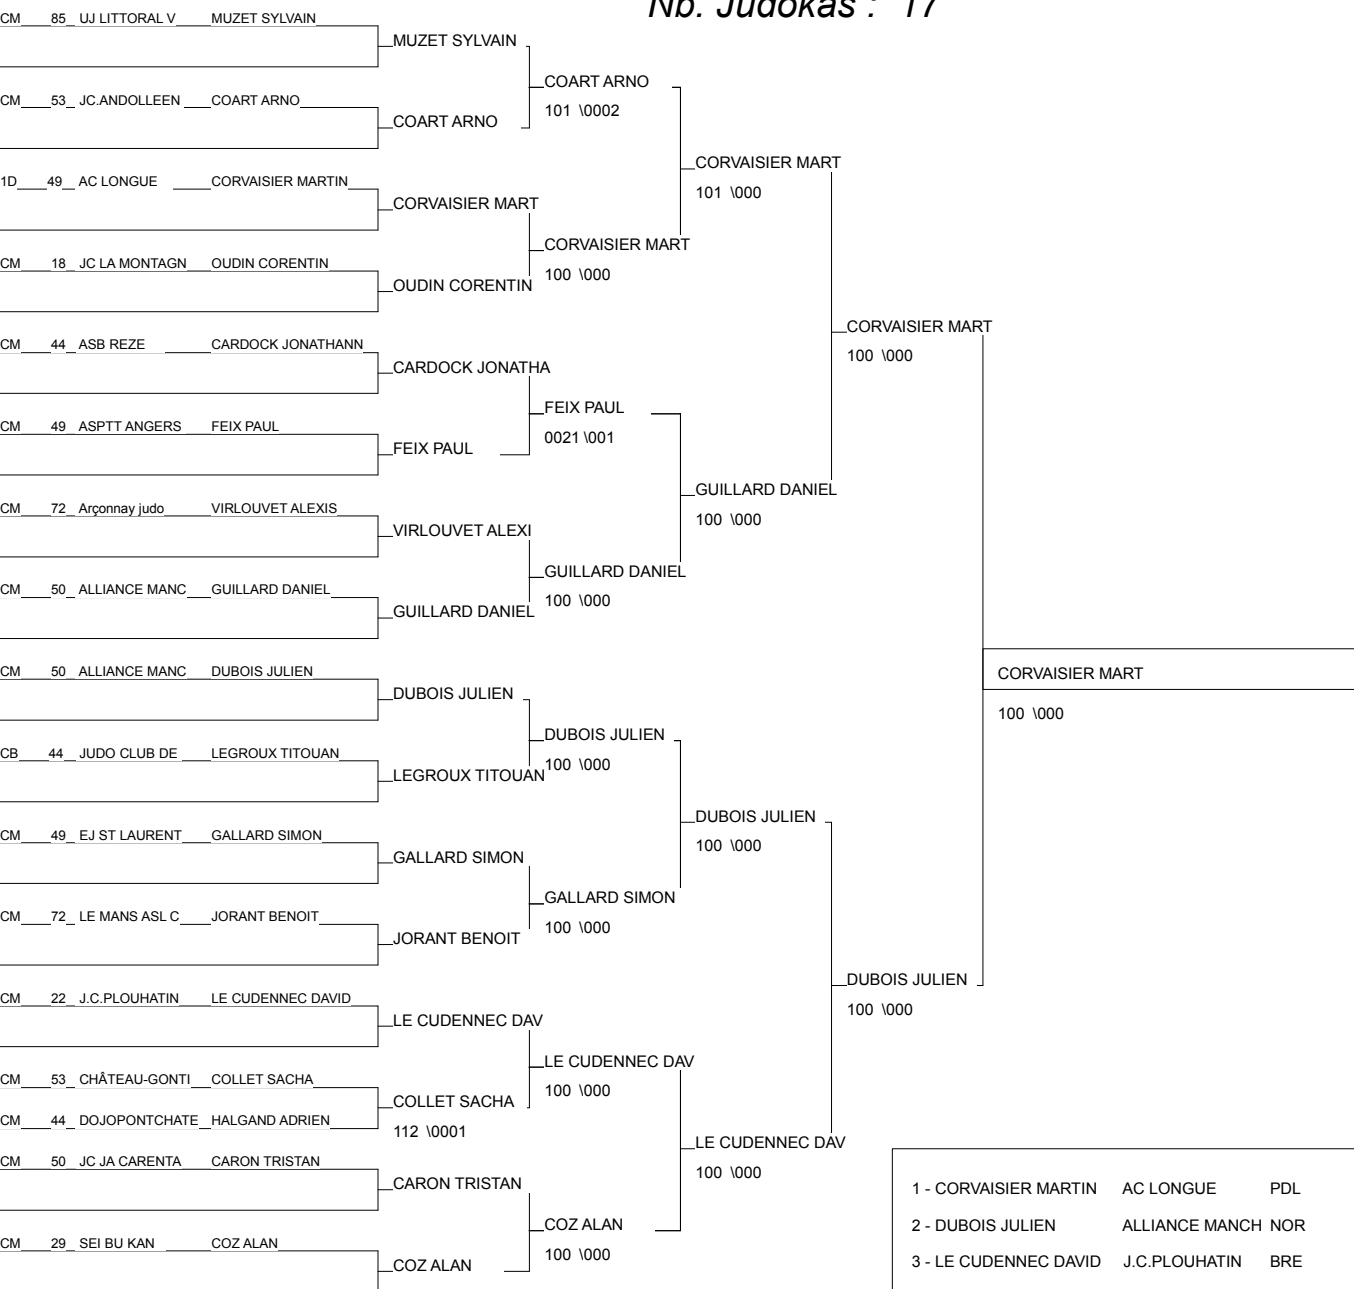 Nb. Judokas : 17
CM 85 UJ LITTORAL V MUZET SYLVAIN
MUZET SYLVAIN
COART ARNO
101 \0002
CM 53 JC.ANDOLLEEN COART ARNO
COART ARNO
CORVAISIER MART
101 \000
1D 49 AC LONGUE CORVAISIER MARTIN
CORVAISIER MART
CORVAISIER MART
100 \000
CM 18 JC LA MONTAGN OUDIN CORENTIN
OUDIN CORENTIN
CORVAISIER MART
100 \000
CM 44 ASB REZE CARDOCK JONATHANN
CARDOCK JONATHA
FEIX PAUL
0021 \001
CM 49 ASPTT ANGERS FEIX PAUL
FEIX PAUL
GUILLARD DANIEL
100 \000
CM 72 Arçonnay judo VIRLOUVET ALEXIS
VIRLOUVET ALEXI
GUILLARD DANIEL
100 \000
CM 50 ALLIANCE MANC GUILLARD DANIEL
GUILLARD DANIEL
CORVAISIER MART
100 \000
CM 50 ALLIANCE MANC DUBOIS JULIEN
DUBOIS JULIEN
DUBOIS JULIEN
100 \000
CB 44 JUDO CLUB DE LEGROUX TITOUAN
LEGROUX TITOUAN
DUBOIS JULIEN
100 \000
CM 49 EJ ST LAURENT GALLARD SIMON
GALLARD SIMON
GALLARD SIMON
100 \000
CM 72 LE MANS ASL C JORANT BENOIT
JORANT BENOIT
DUBOIS JULIEN
100 \000
CM 22 J.C.PLOUHATIN LE CUDENNEC DAVID
LE CUDENNEC DAV
LE CUDENNEC DAV
100 \000
CM 53 CHÂTEAU-GONTI COLLET SACHA
COLLET SACHA
112 \0001
CM 44 DOJOPONTCHATE HALGAND ADRIEN
LE CUDENNEC DAV
100 \000
CM 50 JC JA CARENTA CARON TRISTAN
CARON TRISTAN
COZ ALAN
100 \000
CM 29 SEI BU KAN COZ ALAN
COZ ALAN
1 - CORVAISIER MARTIN AC LONGUE PDL
2 - DUBOIS JULIEN ALLIANCE MANCH NOR
3 - LE CUDENNEC DAVID J.C.PLOUHATIN BRE